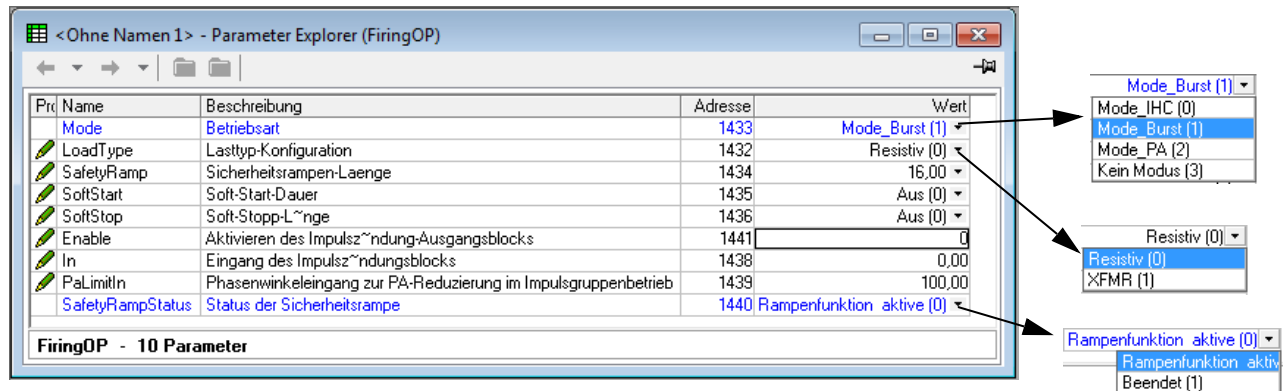 <Ohne Namen 1> - Parameter Explorer (FiringOP)
Name Beschreibung Adresse Wert
Mode Betriebsart 1433 Mode_Burst (1)
LoadType Lasttyp-Konfiguration 1432 Resistiv (0)
SafetyRamp Sicherheitsrampen-Laenge 1434 16,00
SoftStart Soft-Start-Dauer 1435 Aus (0)
SoftStop Soft-Stopp-L~nge 1436 Aus (0)
Enable Aktivieren des Impulsz~ndung-Ausgangsblocks 1441 0
In Eingang des Impulsz~ndungsblocks 1438 0,00
PaLimitIn Phasenwinkeleingang zur PA-Reduzierung im Impulsgruppenbetrieb 1439 100,00
SafetyRampStatus Status der Sicherheitsrampe 1440 Rampenfunktion aktive (0)
FiringOP - 10 Parameter
Mode_Burst (1)
Mode_IHC (0)
Mode_Burst (1)
Mode_PA (2)
Kein Modus (3)
Resistiv (0)
Resistiv (0)
XFMR (1)
Rampenfunktion aktive (0)
Rampenfunktion aktiv
Beendet (1)